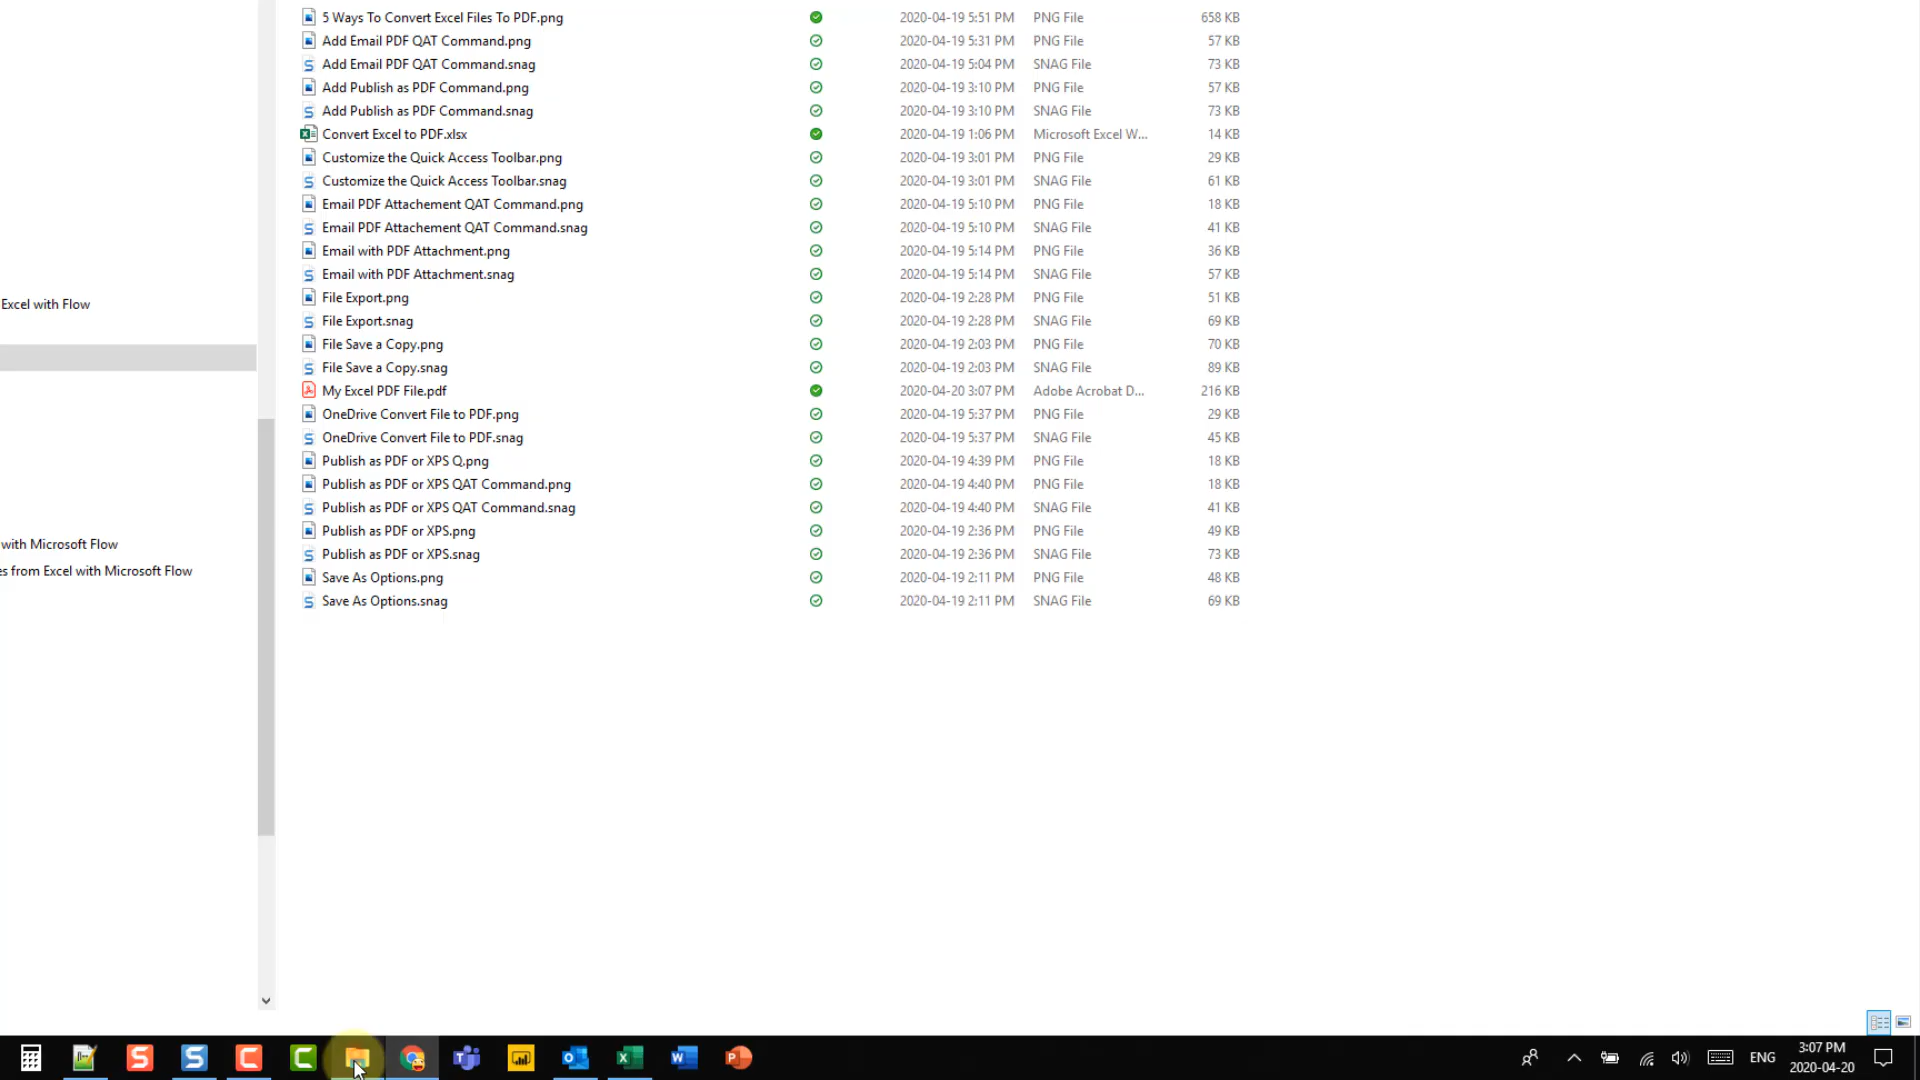 5 Ways To Convert Excel Files To PDF.png 2020-04-19 5:51 PM PNG File 658 KB
Add Email PDF QAT Command.png 2020-04-19 5:31 PM PNG File 57 KB
Add Email PDF QAT Command.snag 2020-04-19 5:04 PM SNAG File 73 KB
Add Publish as PDF Command.png 2020-04-19 3:10 PM PNG File 57 KB
Add Publish as PDF Command.snag 2020-04-19 3:10 PM SNAG File 73 KB
Convert Excel to PDF.xlsx 2020-04-19 1:06 PM Microsoft Excel W... 14 KB
Customize the Quick Access Toolbar.png 2020-04-19 3:01 PM PNG File 29 KB
Customize the Quick Access Toolbar.snag 2020-04-19 3:01 PM SNAG File 61 KB
Email PDF Attachement QAT Command.png 2020-04-19 5:10 PM PNG File 18 KB
Email PDF Attachement QAT Command.snag 2020-04-19 5:10 PM SNAG File 41 KB
Email with PDF Attachment.png 2020-04-19 5:14 PM PNG File 36 KB
Email with PDF Attachment.snag 2020-04-19 5:14 PM SNAG File 57 KB
File Export.png 2020-04-19 2:28 PM PNG File 51 KB
Excel with Flow
File Export.snag 2020-04-19 2:28 PM SNAG File 69 KB
File Save a Copy.png 2020-04-19 2:03 PM PNG File 70 KB
File Save a Copy.snag 2020-04-19 2:03 PM SNAG File 89 KB
My Excel PDF File.pdf 2020-04-20 3:07 PM Adobe Acrobat D... 216 KB
OneDrive Convert File to PDF.png 2020-04-19 5:37 PM PNG File 29 KB
OneDrive Convert File to PDF.snag 2020-04-19 5:37 PM SNAG File 45 KB
Publish as PDF or XPS Q.png 2020-04-19 4:39 PM PNG File 18 KB
Publish as PDF or XPS QAT Command.png 2020-04-19 4:40 PM PNG File 18 KB
Publish as PDF or XPS QAT Command.snag 2020-04-19 4:40 PM SNAG File 41 KB
Publish as PDF or XPS.png 2020-04-19 2:36 PM PNG File 49 KB
with Microsoft Flow
Publish as PDF or XPS.snag 2020-04-19 2:36 PM SNAG File 73 KB
es from Excel with Microsoft Flow
Save As Options.png 2020-04-19 2:11 PM PNG File 48 KB
Save As Options.snag 2020-04-19 2:11 PM SNAG File 69 KB
ENG
3:07 PM
2020-04-20